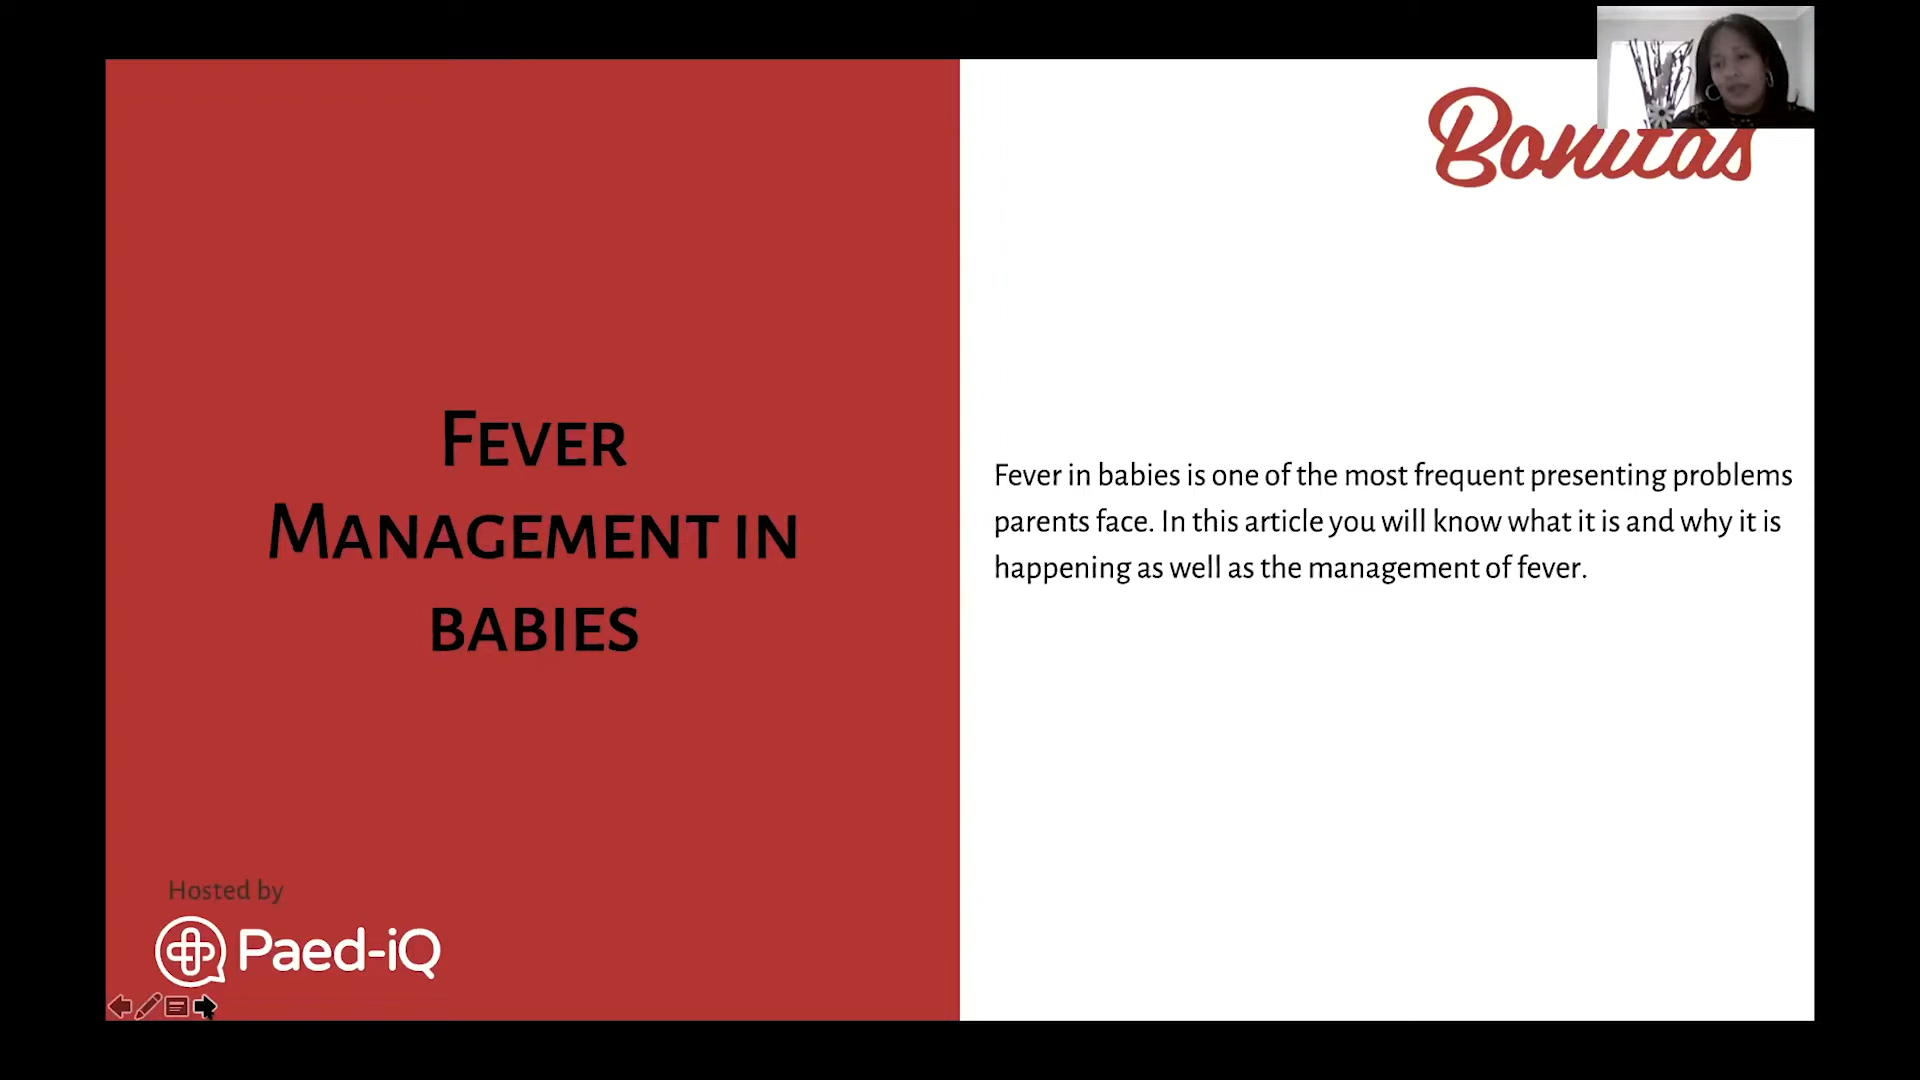 Bonitas
Fever
Management in
babies
Fever in babies is one of the most frequent presenting problems
parents face. In this article you will know what it is and why it is
happening as well as the management of fever.
Hosted by
Paed-iQ